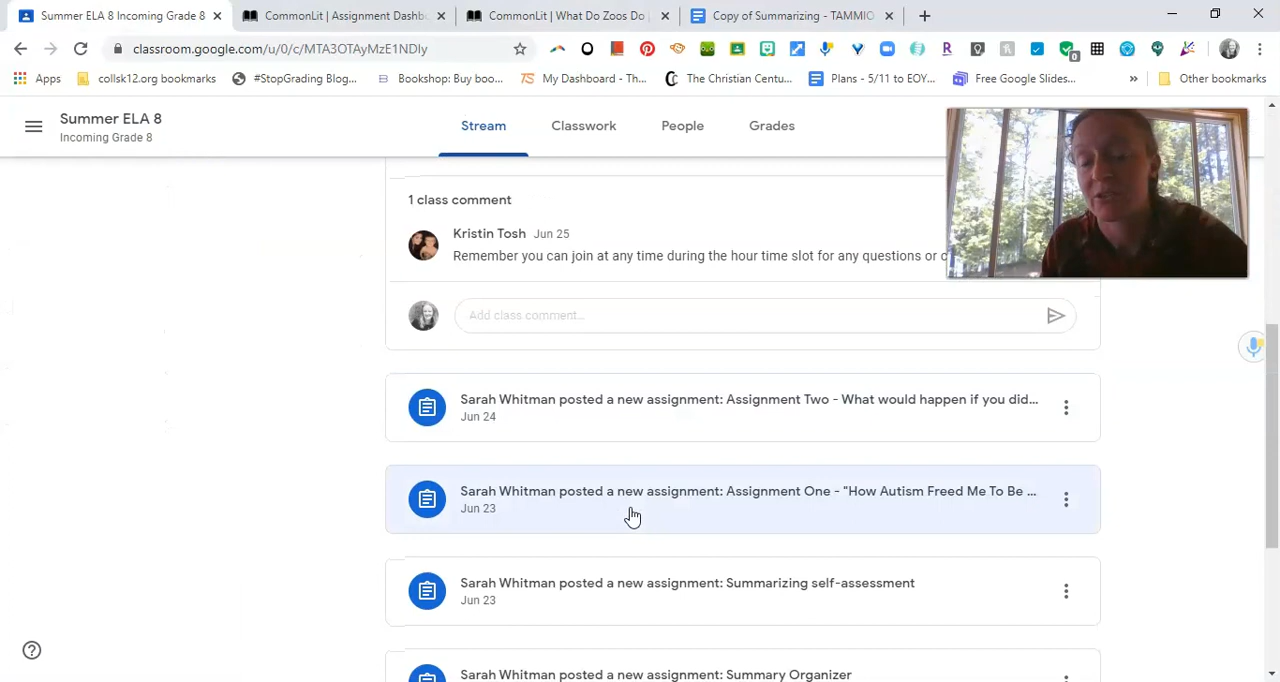 Summer ELA 8 Incoming Grade 8
CommonLit | Assignment Dashb
CommonLit | What Do Zoos Do
Copy of Summarizing - TAMMIO
classroom.google.com/u/0/c/MTA3OTAyMzE1NDIy
0
Apps
collsk12.org bookmarks
#StopGrading Blog...
Bookshop: Buy boo...
My Dashboard - Th...
The Christian Centu...
Plans - 5/11 to EOY...
Free Google Slides...
»
Other bookmarks
Summer ELA 8
Incoming Grade 8
Stream
Classwork
People
Grades
1 class comment
Kristin Tosh Jun 25
Remember you can join at any time during the hour time slot for any questions or c
Add class comment...
Sarah Whitman posted a new assignment: Assignment Two - What would happen if you did...
Jun 24
Sarah Whitman posted a new assignment: Assignment One - "How Autism Freed Me To Be ...
Jun 23
Sarah Whitman posted a new assignment: Summarizing self-assessment
Jun 23
Sarah Whitman posted a new assignment: Summary Organizer